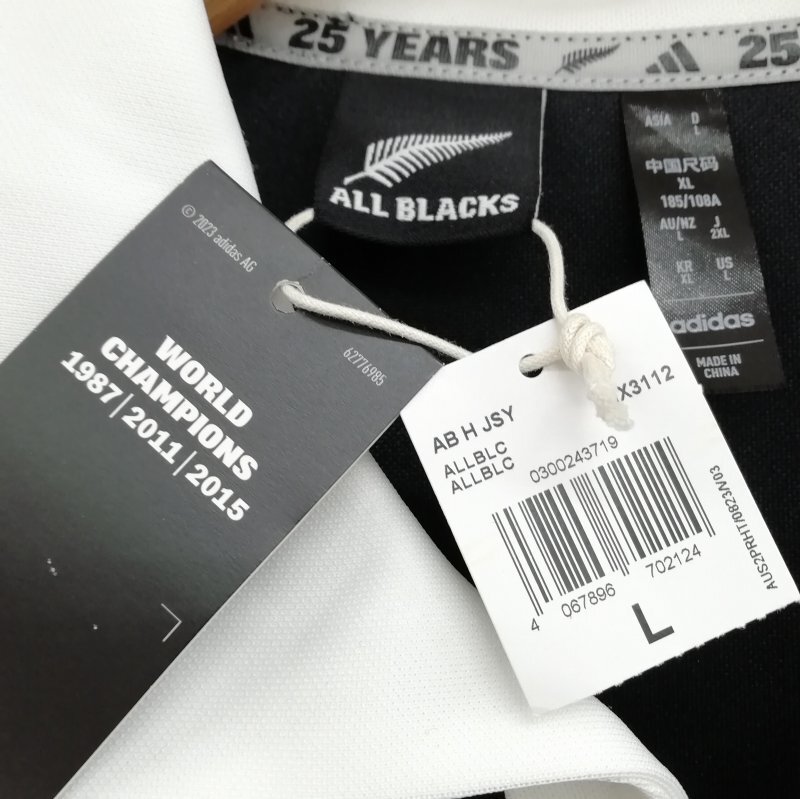 25 YEARS
25
ALL BLACKS
ASIA
L
D
L
中国尺码
XL
185/108A
AU/NZ
L
J
2XL
KR
XL
US
L
adidas
MADE IN
CHINA
© 2023 adidas AG
62776985
WORLD
CHAMPIONS
1987|2011|2015
AB H JSY
X3112
ALLBLC
ALLBLC
0300243719
4 067896 702124
L
AUS2PRHT/0823/V03